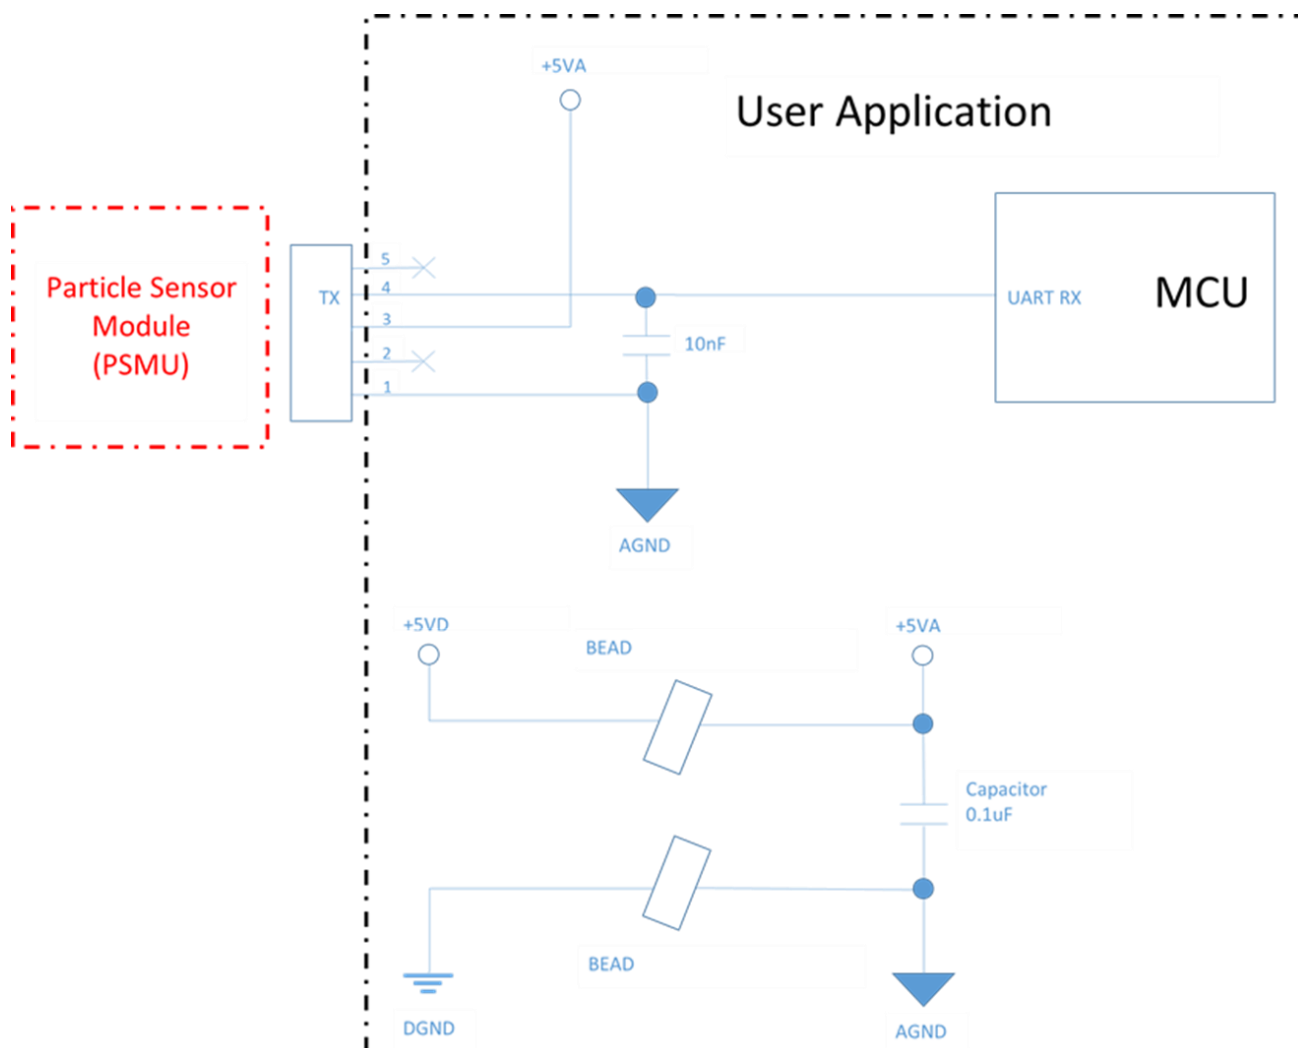 +5VA
User Application
Particle Sensor
Module
(PSMU)
TX
5
4
3
2
1
10nF
UART RX
MCU
AGND
+5VD
BEAD
+5VA
Capacitor
0.1uF
BEAD
DGND
AGND